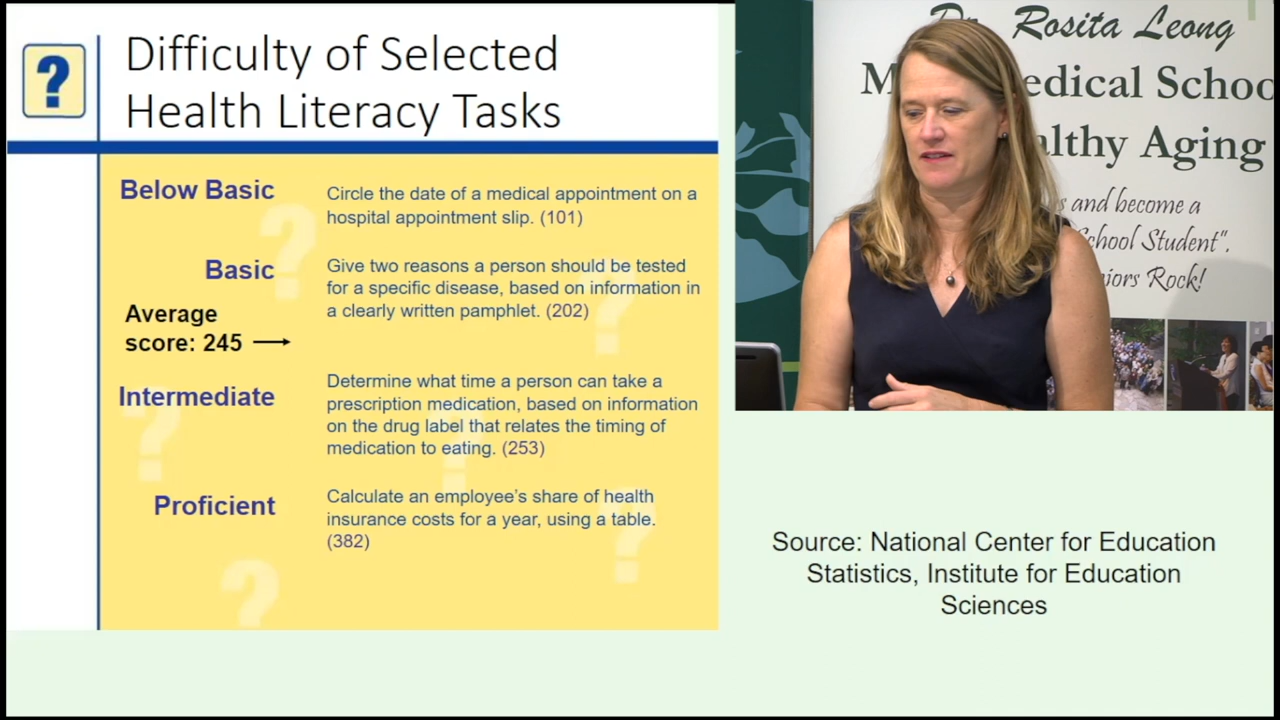 Difficulty of Selected
Health Literacy Tasks
Below Basic
Circle the date of a medical appointment on a
hospital appointment slip. (101)
Basic
Give two reasons a person should be tested
for a specific disease, based on information in
a clearly written pamphlet. (202)
Average
score: 245
Intermediate
Determine what time a person can take a
prescription medication, based on information
on the drug label that relates the timing of
medication to eating. (253)
Proficient
Calculate an employee's share of health
insurance costs for a year, using a table.
(382)
Rosita Leong
edical Schoo
althy Aging
s and become a
School Student".
niors Rock!
Source: National Center for Education
Statistics, Institute for Education
Sciences